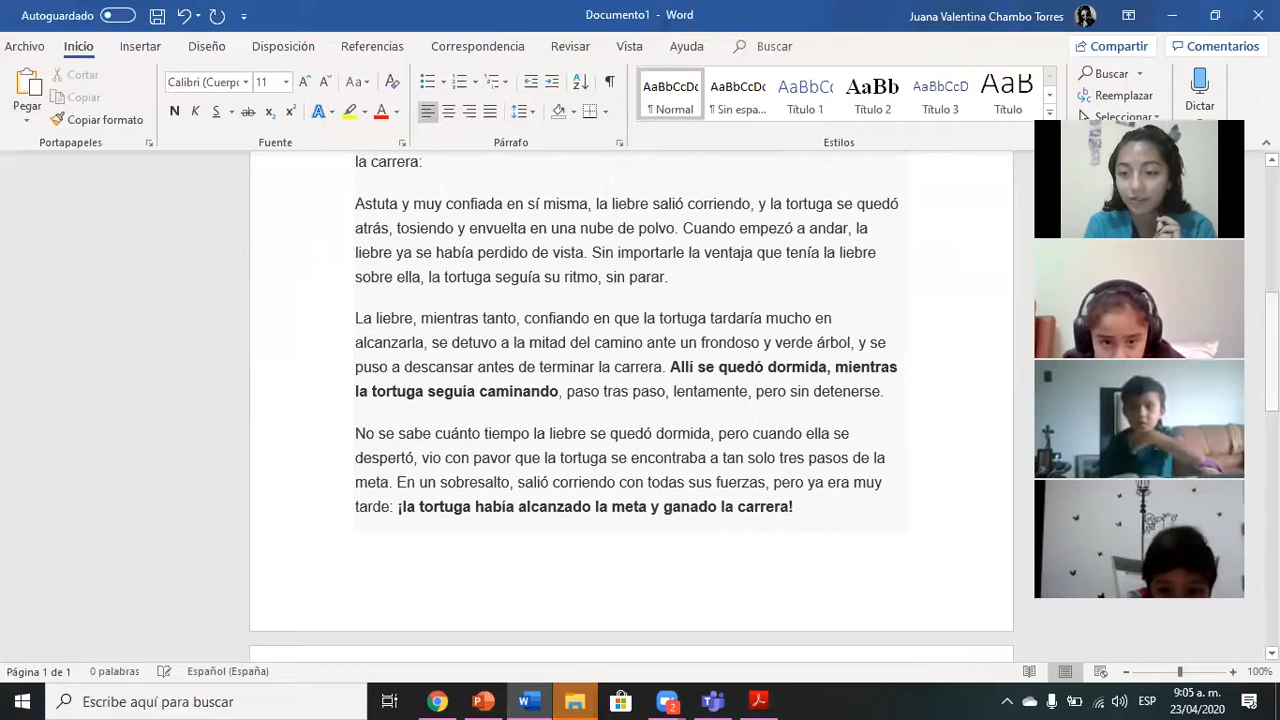 Autoguardado
Documento1 - Word
Juana Valentina Chambo Torres
Archivo Inicio Insertar Diseño Disposición Referencias Correspondencia Revisar Vista Ayuda Buscar Compartir Comentarios
Pegar
Cortar
Copiar
Copiar formato
Portapapeles
Calibri (Cuerpo 11
Fuente
Párrafo
AaBbCcDc AaBbCcDc AaBbCc AaBb AaBbCcD AaB
¶ Normal ¶ Sin espa... Título 1 Título 2 Título 3 Título
Estilos
Buscar
Reemplazar
Seleccionar
Dictar
la carrera:
Astuta y muy confiada en sí misma, la liebre salió corriendo, y la tortuga se quedó
atrás, tosiendo y envuelta en una nube de polvo. Cuando empezó a andar, la
liebre ya se había perdido de vista. Sin importarle la ventaja que tenía la liebre
sobre ella, la tortuga seguía su ritmo, sin parar.
La liebre, mientras tanto, confiando en que la tortuga tardaría mucho en
alcanzarla, se detuvo a la mitad del camino ante un frondoso y verde árbol, y se
puso a descansar antes de terminar la carrera. Allí se quedó dormida, mientras
la tortuga seguía caminando, paso tras paso, lentamente, pero sin detenerse.
No se sabe cuánto tiempo la liebre se quedó dormida, pero cuando ella se
despertó, vio con pavor que la tortuga se encontraba a tan solo tres pasos de la
meta. En un sobresalto, salió corriendo con todas sus fuerzas, pero ya era muy
tarde: ¡la tortuga había alcanzado la meta y ganado la carrera!
Página 1 de 1 0 palabras Español (España) 100%
Escribe aquí para buscar
2
ESP
9:05 a. m.
23/04/2020